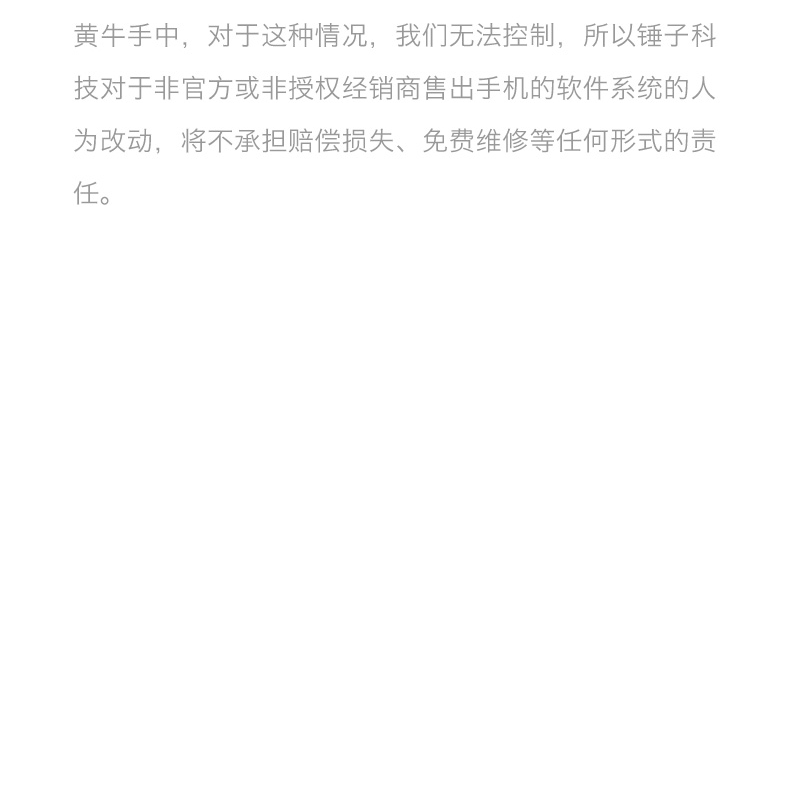 黄牛手中，对于这种情况，我们无法控制，所以锤子科
技对于非官方或非授权经销商售出手机的软件系统的人
为改动，将不承担赔偿损失、免费维修等任何形式的责
任。